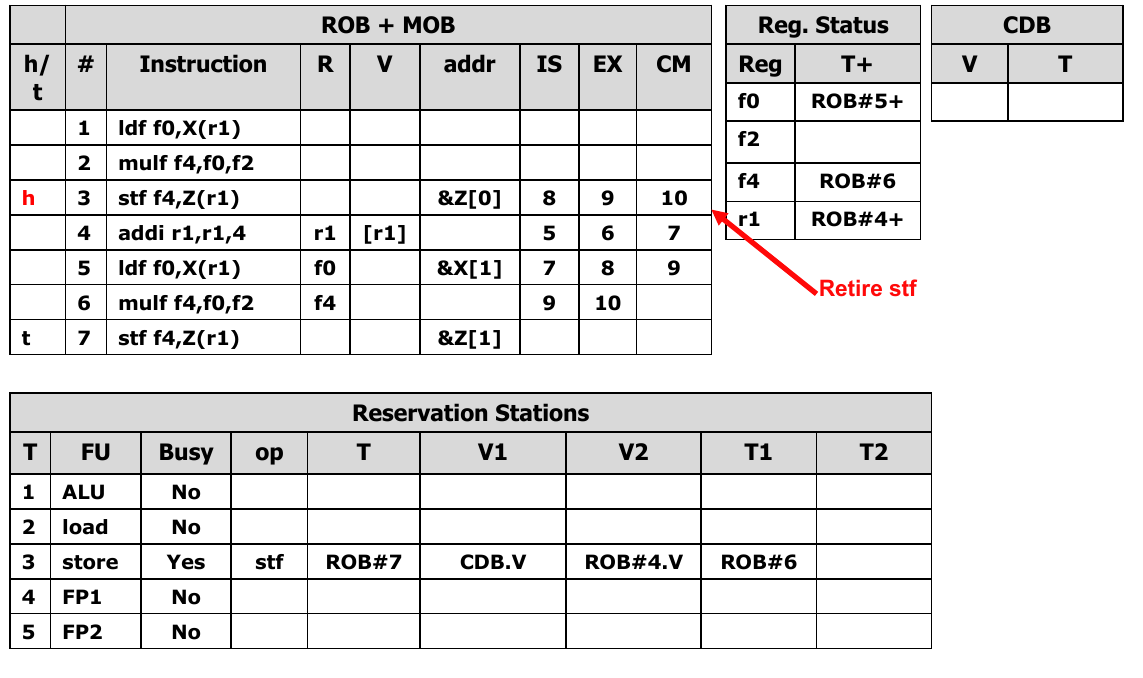 ROB + MOB
h/ t # Instruction R V addr IS EX CM
1 ldf f0,X(r1)
2 mulf f4,f0,f2
h 3 stf f4,Z(r1) &Z[0] 8 9 10
4 addi r1,r1,4 r1 [r1] 5 6 7
5 ldf f0,X(r1) f0 &X[1] 7 8 9
6 mulf f4,f0,f2 f4 9 10
t 7 stf f4,Z(r1) &Z[1]
Reg. Status
Reg T+
f0 ROB#5+
f2
f4 ROB#6
r1 ROB#4+
CDB
V T
Retire stf
Reservation Stations
T FU Busy op T V1 V2 T1 T2
1 ALU No
2 load No
3 store Yes stf ROB#7 CDB.V ROB#4.V ROB#6
4 FP1 No
5 FP2 No